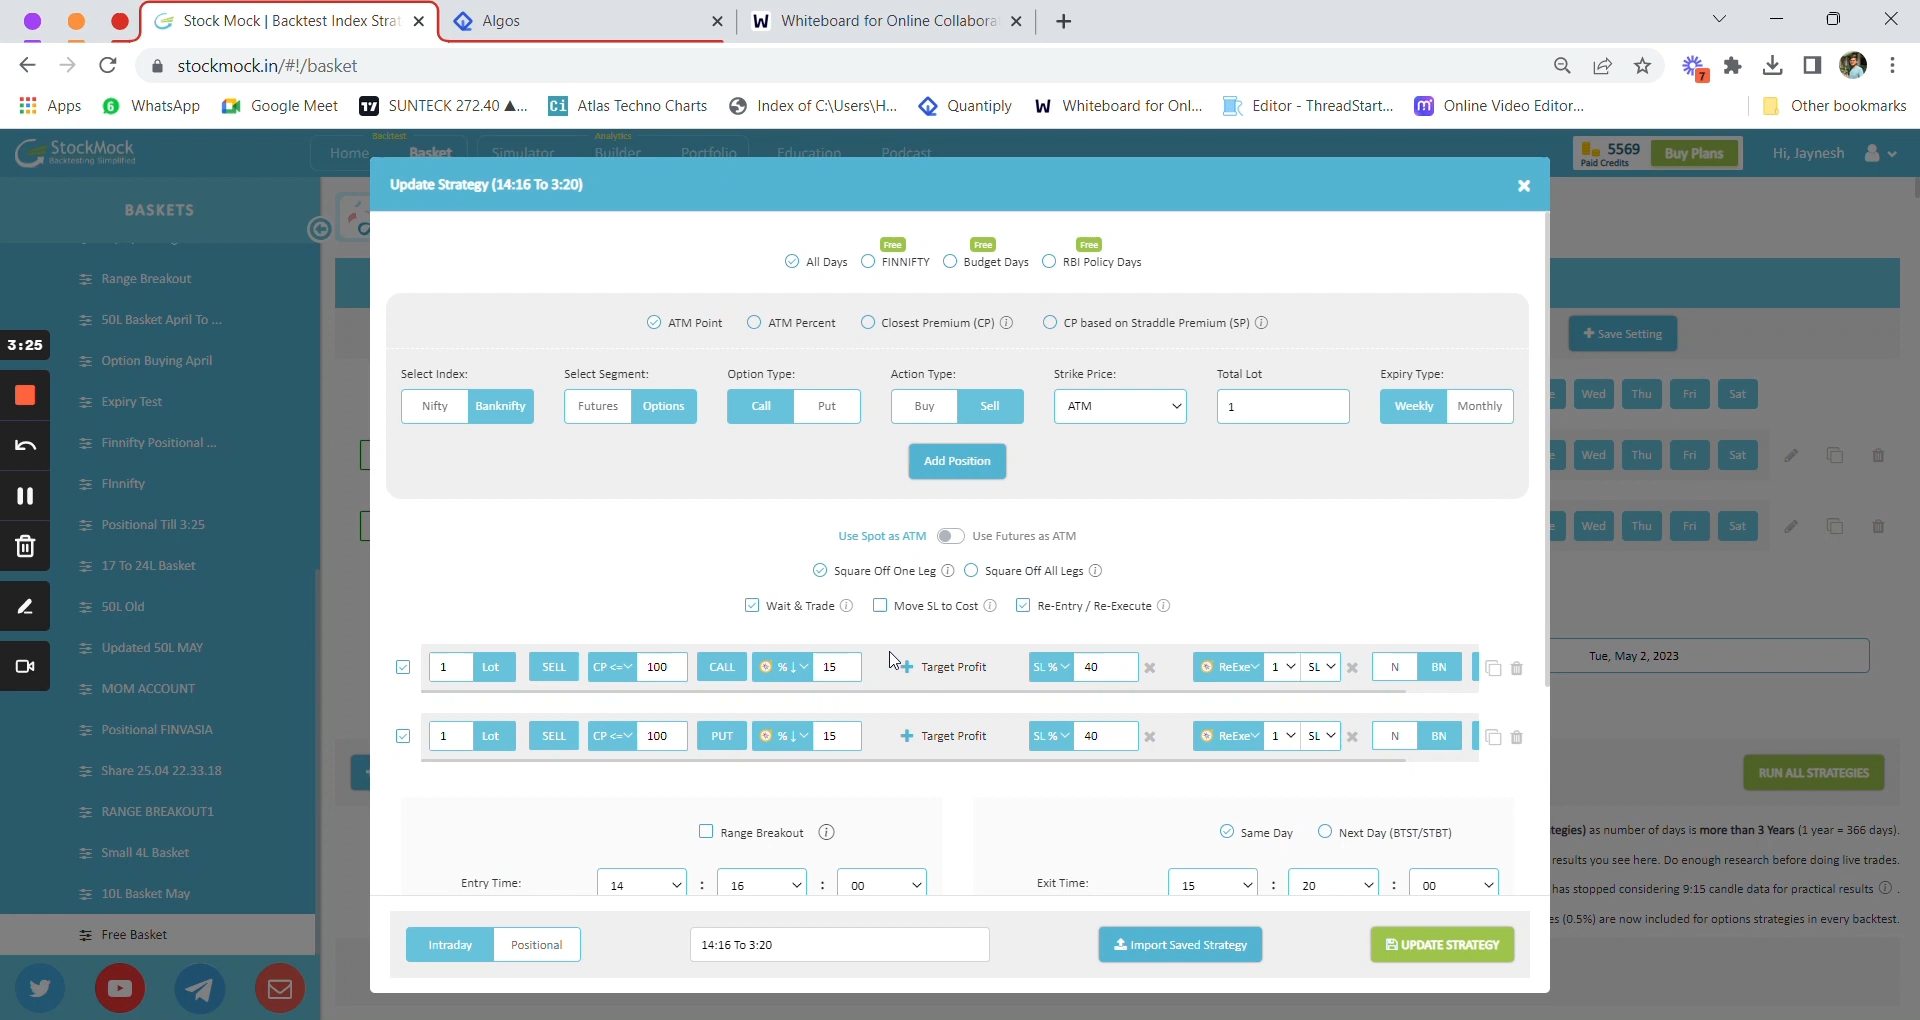 Stock Mock | Backtest Index Strat
Algos
Whiteboard for Online Collabora
stockmock.in/#!/basket
7
Apps
WhatsApp
Google Meet
SUNTECK 272.40 ▲...
Atlas Techno Charts
Index of C:\Users\H...
Quantiply
Whiteboard for Onl...
Editor - ThreadStart...
Online Video Editor...
Other bookmarks
StockMock
Backtesting Simplified
Backtest
Home
Basket
Analytics
Simulator
Builder
Portfolio
Education
Podcast
5569
Paid Credits
Buy Plans
Hi, Jaynesh
BASKETS
Range Breakout
50L Basket April To ...
Option Buying April
Expiry Test
Finnifty Positional ...
FInnifty
Positional Till 3:25
17 To 24L Basket
50L Old
Updated 50L MAY
MOM ACCOUNT
Positional FINVASIA
Share 25.04 22.33.18
RANGE BREAKOUT1
Small 4L Basket
10L Basket May
Free Basket
3:25
Update Strategy (14:16 To 3:20)
Free
Free
Free
All Days
FINNIFTY
Budget Days
RBI Policy Days
ATM Point
ATM Percent
Closest Premium (CP)
CP based on Straddle Premium (SP)
Select Index:
Select Segment:
Option Type:
Action Type:
Strike Price:
Total Lot
Expiry Type:
Nifty
Banknifty
Futures
Options
Call
Put
Buy
Sell
ATM
1
Weekly
Monthly
Add Position
Use Spot as ATM
Use Futures as ATM
Square Off One Leg
Square Off All Legs
Wait & Trade
Move SL to Cost
Re-Entry / Re-Execute
1 Lot SELL CP <= 100 CALL % ↓ 15 + Target Profit SL % 40 ReExe 1 SL N BN
1 Lot SELL CP <= 100 PUT % ↓ 15 + Target Profit SL % 40 ReExe 1 SL N BN
Range Breakout
Same Day
Next Day (BTST/STBT)
Entry Time:
14 : 16 : 00
Exit Time:
15 : 20 : 00
Intraday
Positional
14:16 To 3:20
Import Saved Strategy
UPDATE STRATEGY
+ Save Setting
Wed Thu Fri Sat
Wed Thu Fri Sat
Wed Thu Fri Sat
Tue, May 2, 2023
RUN ALL STRATEGIES
tegies) as number of days is more than 3 Years (1 year = 366 days).
results you see here. Do enough research before doing live trades.
has stopped considering 9:15 candle data for practical results
es (0.5%) are now included for options strategies in every backtest.